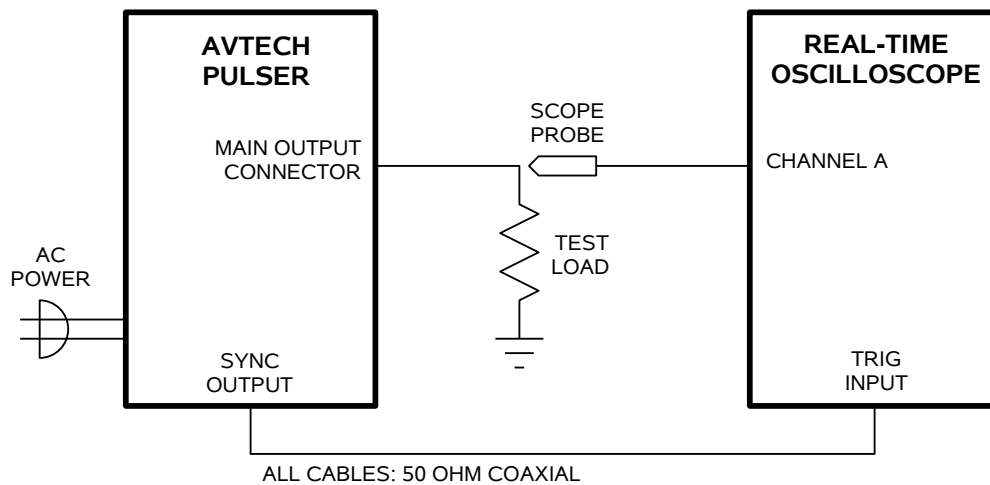 AVTECH
PULSER
MAIN OUTPUT
CONNECTOR
AC
POWER
SYNC
OUTPUT
SCOPE
PROBE
TEST
LOAD
REAL-TIME
OSCILLOSCOPE
CHANNEL A
TRIG
INPUT
ALL CABLES: 50 OHM COAXIAL